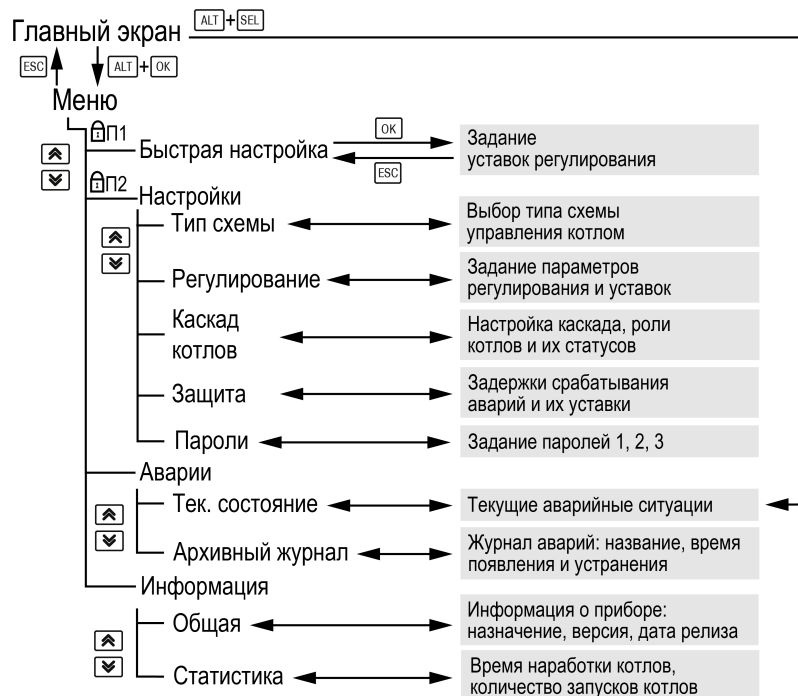 Главный экран ALT+SEL
ESC ALT+OK
Меню
П1
Быстрая настройка OK ESC Задание
уставок регулирования
П2
Настройки
Тип схемы Выбор типа схемы
управления котлом
Регулирование Задание параметров
регулирования и уставок
Каскад
котлов
Настройка каскада, роли
котлов и их статусов
Защита Задержки срабатывания
аварий и их уставки
Пароли Задание паролей 1, 2, 3
Аварии
Тек. состояние Текущие аварийные ситуации
Архивный журнал Журнал аварий: название, время
появления и устранения
Информация
Общая Информация о приборе:
назначение, версия, дата релиза
Статистика Время наработки котлов,
количество запусков котлов